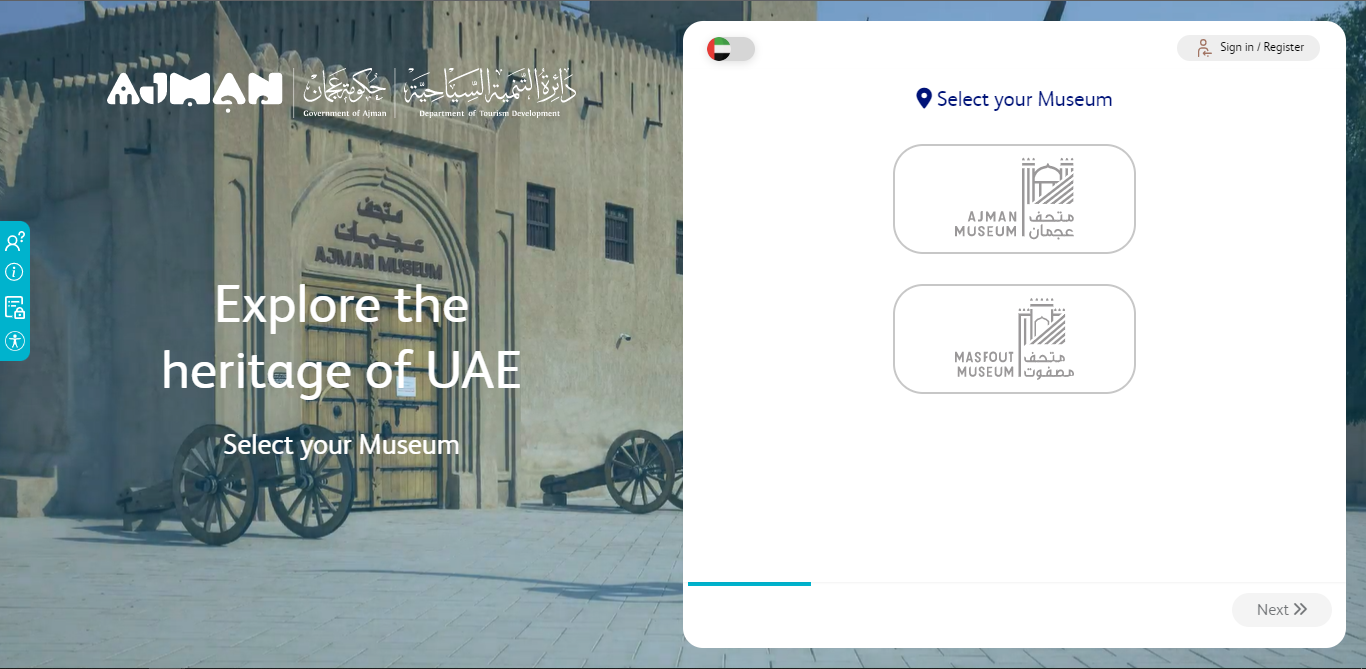 AJMAN
حكومة عجمان
Government of Ajman
دائرة التنمية السياحية
Department of Tourism Development
متحف
عجمان
AJMAN MUSEUM
Explore the
heritage of UAE
Select your Museum
Sign in / Register
Select your Museum
AJMAN
MUSEUM
متحف
عجمان
MASFOUT
MUSEUM
متحف
مصفوت
Next